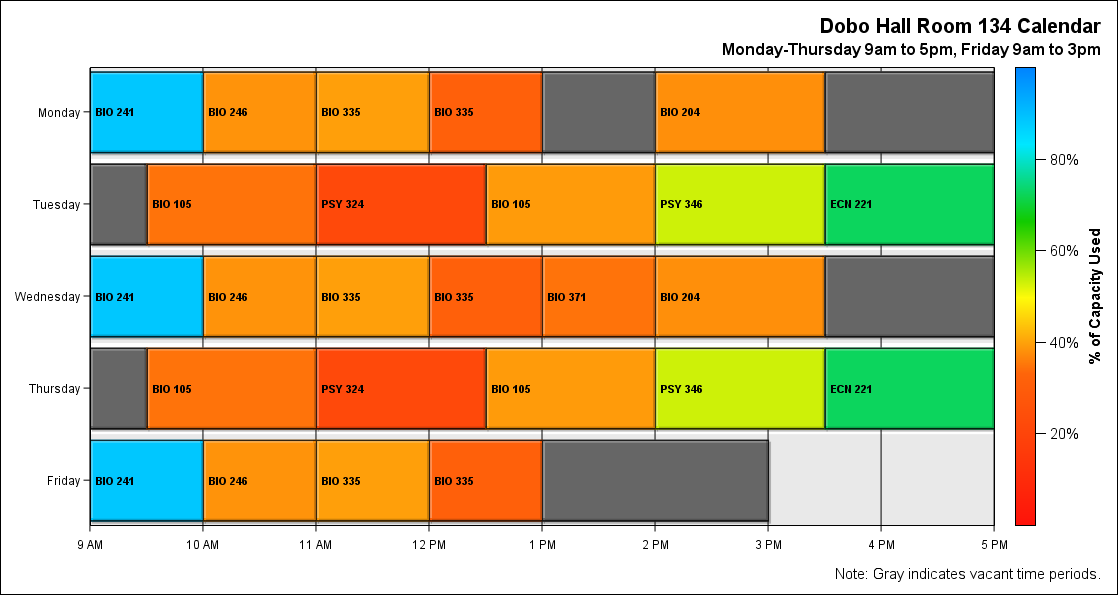 Dobo Hall Room 134 Calendar
Monday-Thursday 9am to 5pm, Friday 9am to 3pm
Monday
BIO 241
BIO 246
BIO 335
BIO 335
BIO 204
Tuesday
BIO 105
PSY 324
BIO 105
PSY 346
ECN 221
Wednesday
BIO 241
BIO 246
BIO 335
BIO 335
BIO 371
BIO 204
Thursday
BIO 105
PSY 324
BIO 105
PSY 346
ECN 221
Friday
BIO 241
BIO 246
BIO 335
BIO 335
9 AM
10 AM
11 AM
12 PM
1 PM
2 PM
3 PM
4 PM
5 PM
80%
60%
40%
20%
% of Capacity Used
Note: Gray indicates vacant time periods.